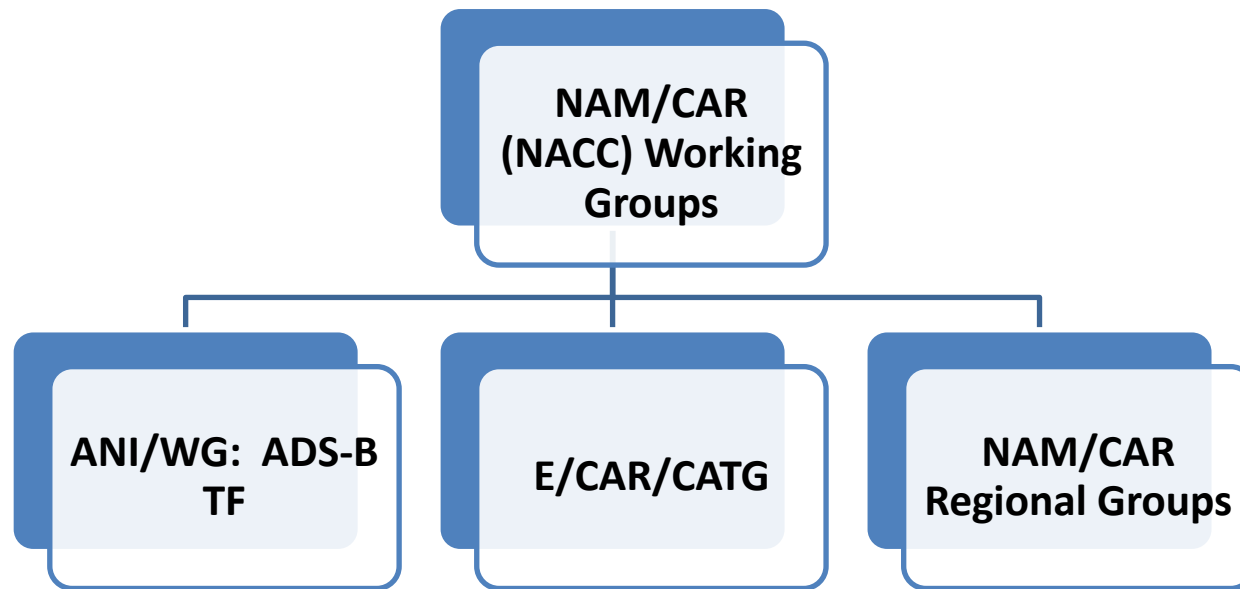 NAM/CAR
(NACC) Working
Groups
ANI/WG:  ADS-B
TF
E/CAR/CATG
NAM/CAR
Regional Groups